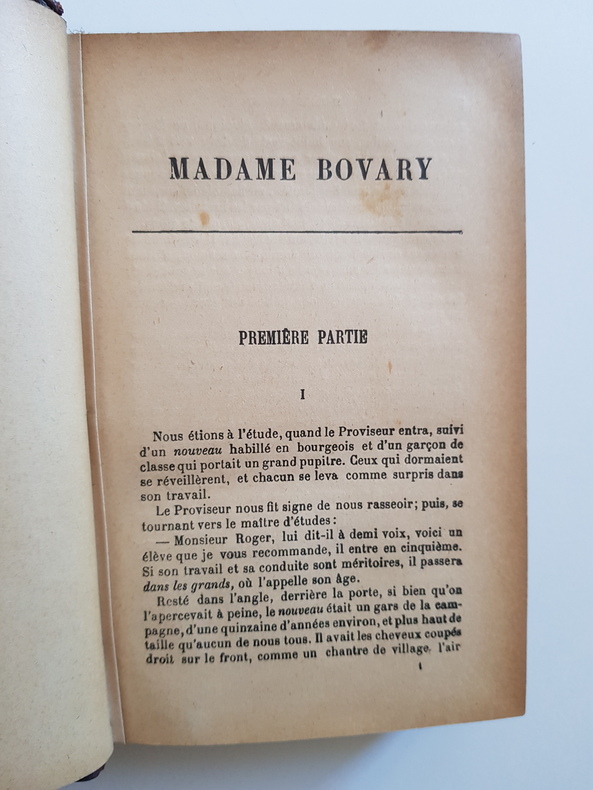 MADAME BOVARY
PREMIÈRE PARTIE
I
Nous étions à l'étude, quand le Proviseur entra, suivi
d'un nouveau habillé en bourgeois et d'un garçon de
classe qui portait un grand pupitre. Ceux qui dormaient
se réveillèrent, et chacun se leva comme surpris dans
son travail.
Le Proviseur nous fit signe de nous rasseoir; puis, se
tournant vers le maître d'études:
— Monsieur Roger, lui dit-il à demi voix, voici un
élève que je vous recommande, il entre en cinquième.
Si son travail et sa conduite sont méritoires, il passera
dans les grands, où l'appelle son âge.
Resté dans l'angle, derrière la porte, si bien qu'on
l'apercevait à peine, le nouveau était un gars de la cam-
pagne, d'une quinzaine d'années environ, et plus haut de
taille qu'aucun de nous tous. Il avait les cheveux coupés
droit sur le front, comme un chantre de village, l'air
1